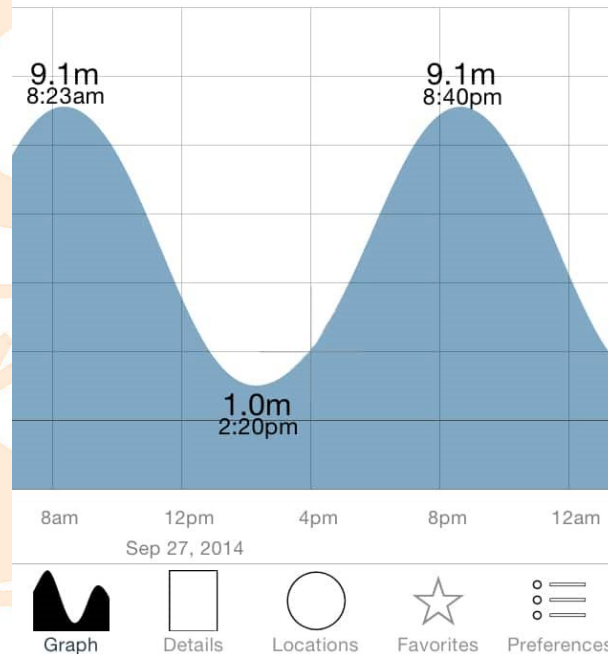 9.1m
8:23am
9.1m
8:40pm
1.0m
2:20pm
8am 12pm 4pm 8pm 12am
Sep 27, 2014
Graph Details Locations Favorites Preferences